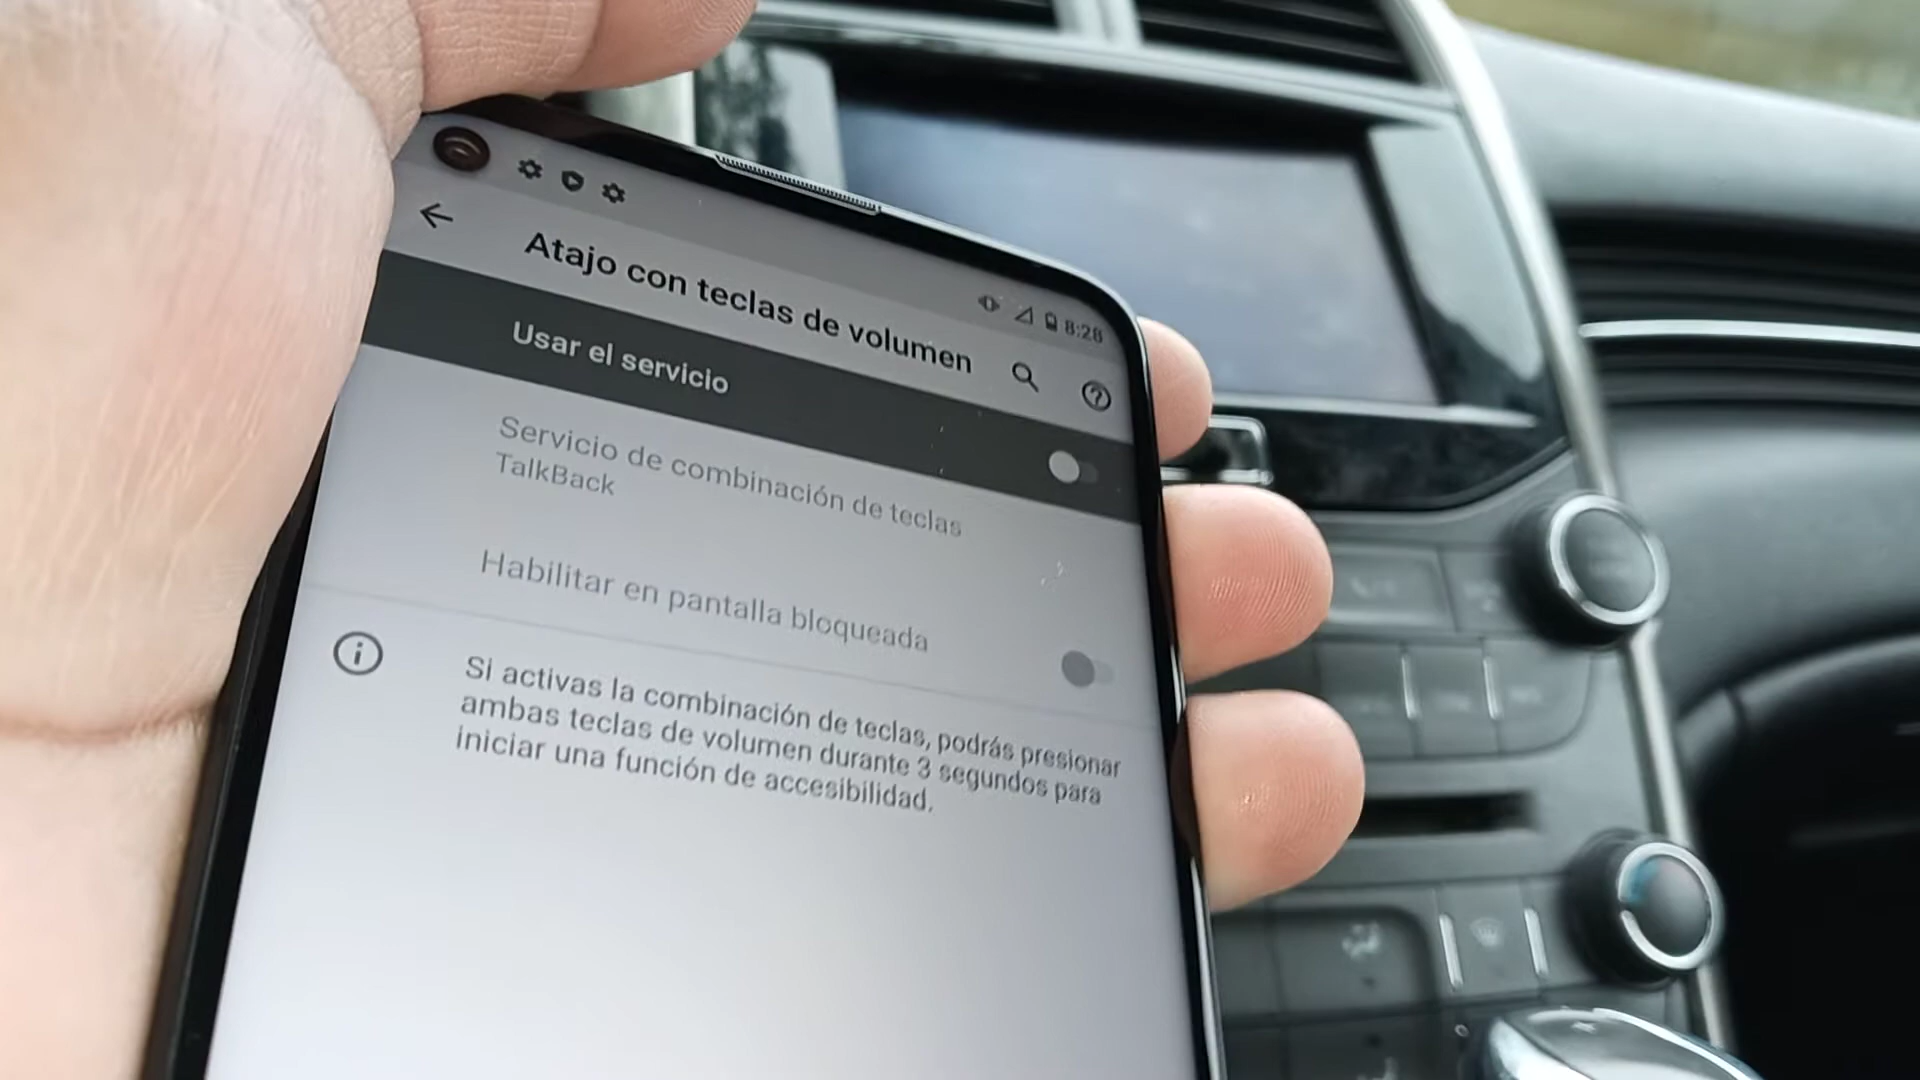 8:28
Atajo con teclas de volumen
Usar el servicio
Servicio de combinación de teclas
TalkBack
Habilitar en pantalla bloqueada
Si activas la combinación de teclas, podrás presionar
ambas teclas de volumen durante 3 segundos para
iniciar una función de accesibilidad.